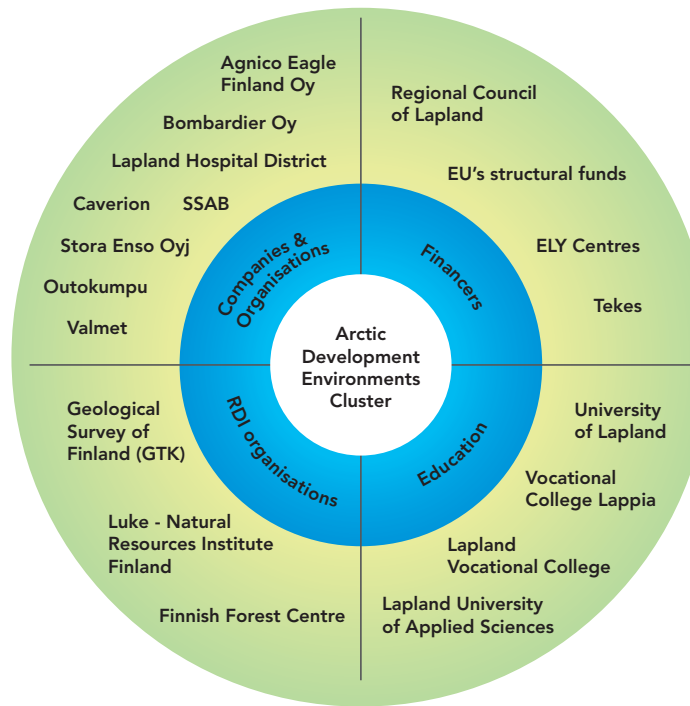 Agnico Eagle
Finland Oy
Bombardier Oy
Lapland Hospital District
Caverion
SSAB
Stora Enso Oyj
Outokumpu
Valmet
Companies &
Organisations
Regional Council
of Lapland
EU's structural funds
ELY Centres
Tekes
Financers
Arctic
Development
Environments
Cluster
Geological
Survey of
Finland (GTK)
Luke - Natural
Resources Institute
Finland
Finnish Forest Centre
RDI organisations
Education
University
of Lapland
Vocational
College Lappia
Lapland
Vocational College
Lapland University
of Applied Sciences